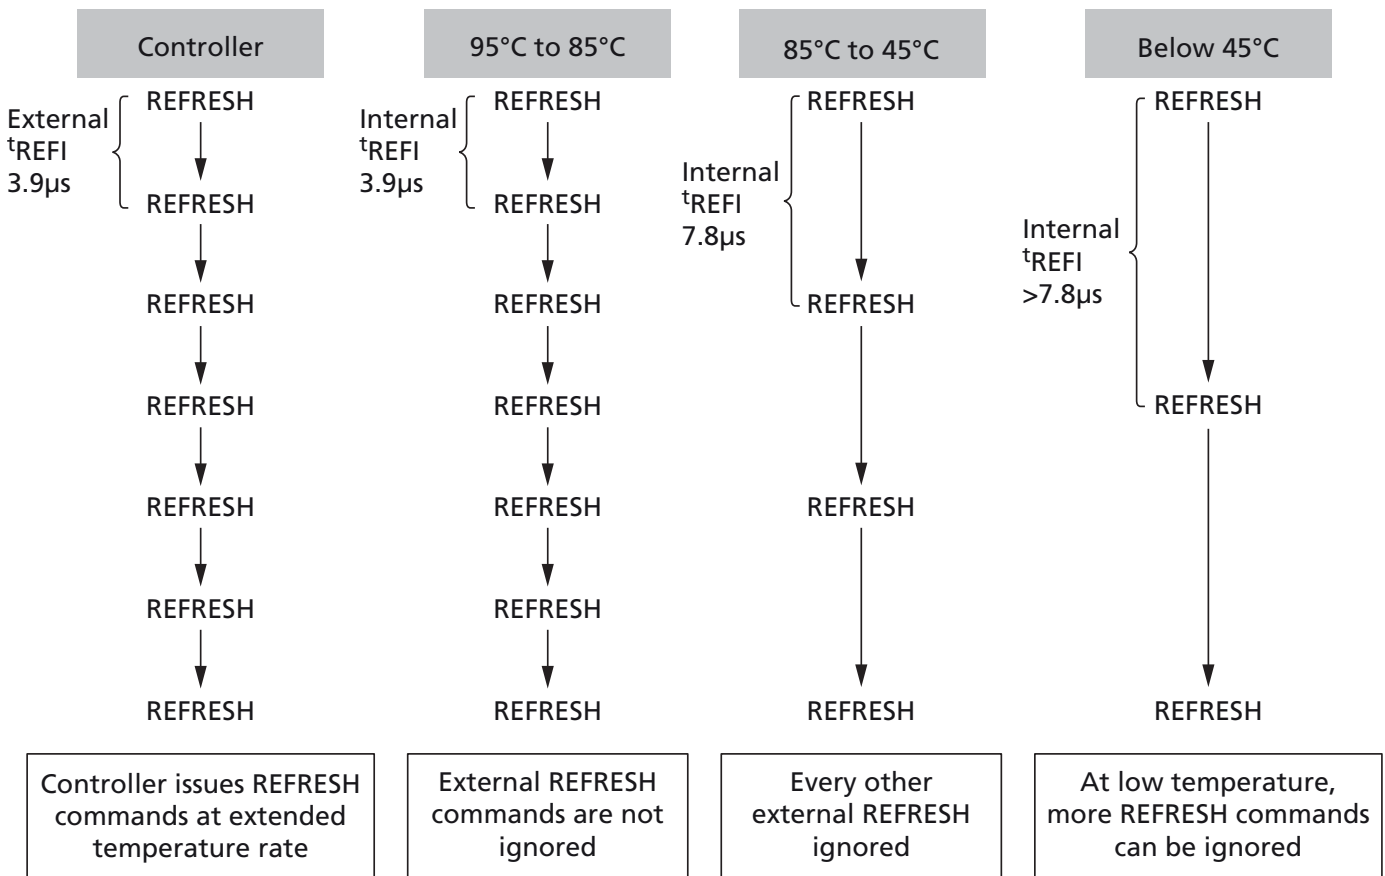 Controller
External
tREFI
3.9µs
REFRESH
REFRESH
REFRESH
REFRESH
REFRESH
REFRESH
REFRESH
Controller issues REFRESH
commands at extended
temperature rate
95°C to 85°C
Internal
tREFI
3.9µs
REFRESH
REFRESH
REFRESH
REFRESH
REFRESH
REFRESH
REFRESH
External REFRESH
commands are not
ignored
85°C to 45°C
Internal
tREFI
7.8µs
REFRESH
REFRESH
REFRESH
REFRESH
Every other
external REFRESH
ignored
Below 45°C
Internal
tREFI
>7.8µs
REFRESH
REFRESH
REFRESH
At low temperature,
more REFRESH commands
can be ignored